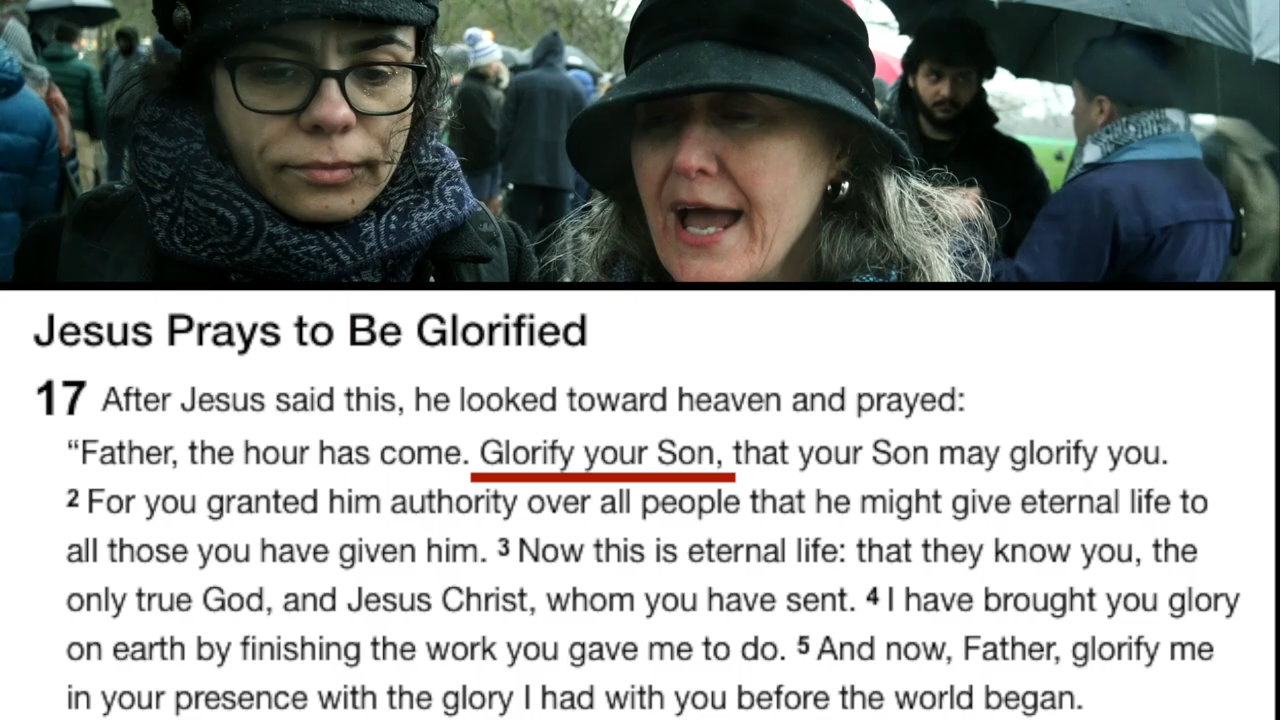 Jesus Prays to Be Glorified
17 After Jesus said this, he looked toward heaven and prayed:
“Father, the hour has come. Glorify your Son, that your Son may glorify you.
2 For you granted him authority over all people that he might give eternal life to
all those you have given him. 3 Now this is eternal life: that they know you, the
only true God, and Jesus Christ, whom you have sent. 4 I have brought you glory
on earth by finishing the work you gave me to do. 5 And now, Father, glorify me
in your presence with the glory I had with you before the world began.